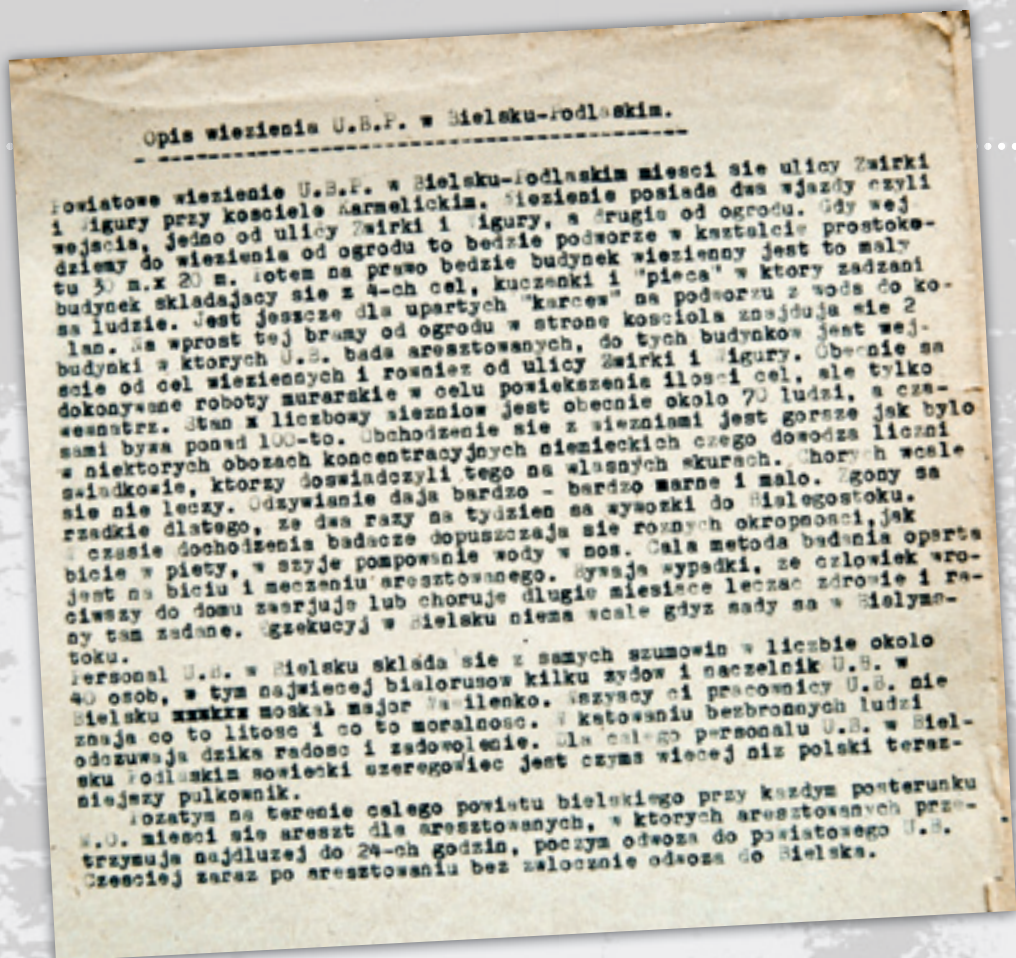 Opis wiezienia U.B.P. w Bielsku-Podlaskim.
Powiatowe wiezienie U.B.P. w Bielsku-Podlaskim miesci sie ulicy Zwirki
i Wigury przy kosciele Karmelickim. Wiezienie posiada dwa wjazdy czyli
wejscia, jedno od ulicy Zwirki i Wigury, a drugie od ogrodu. Gdy wej
dziemy do wiezienia od ogrodu to bedzie podworze w ksztalcie prostoko-
tu 30 m.x 20 m. Potem na prawo bedzie budynek wiezienny jest to maly
budynek skladajacy sie z 4-ch cel, kuczenki i "pieca" w ktory zadzani
sa ludzie. Jest jeszcze dla upartych "karcew" na podworzu z woda do ko-
lan. Na wprost tej bramy od ogrodu w strone kosciola znajduja sie 2
budynki w ktorych U.B. bada aresztowanych, do tych budynkow jest wej-
scie od cel wieziennych i rowniez od ulicy Zwirki i Wigury. Obecnie sa
dokonywane roboty murarskie w celu powiekszenia ilosci cel, ale tylko
wewnatrz. Stan x liczbowy wiezniow jest obecnie okolo 70 ludzi, a cza-
sami bywa ponad 100-to. Obchodzenie sie z wiezniami jest gorsze jak bylo
w niektorych obozach koncentracyjnych niemieckich czego dowodza liczni
swiadkowie, ktorzy doswiadczyli tego na wlasnych skurach. Chorych wcale
sie nie leczy. Odzywianie daja bardzo - bardzo marne i malo. Zgony sa
rzadkie dlatego, ze dwa razy na tydzien sa wywozki do Bialegostoku.
W czasie dochodzenia badacze dopuszczaja sie roznych okropnosci, jak
bicie w piety, w szyje pompowanie wody w nos. Cala metoda badania oparta
jest na biciu i meczeniu aresztowanego. Bywaja wypadki, ze czlowiek wro-
ciwszy do domu zwarjuje lub choruje dlugie miesiace leczac zdrowie i ra-
ny tam zadane. Egzekucyj w Bielsku niema wcale gdyz sady sa w Bialyms-
toku.
Personal U.B. w Bielsku sklada sie z samych szumowin w liczbie okolo
40 osob, w tym najwiecej bialorusow kilku zydow i naczelnik U.B. w
Bielsku xxxxxx moskal major Wasilenko. Wszyscy ci pracownicy U.B. nie
znaja co to litosc i co to moralnosc. W katowaniu bezbronnych ludzi
odczuwaja dzika radosc i zadowolenie. Dla calego personalu U.B. w Biel-
sku Podlaskim sowiecki szeregowiec jest czyms wiecej niz polski teraz-
niejszy pulkownik.
Pozatym na terenie calego powiatu bielskiego przy kazdym posterunku
M.O. miesci sie areszt dla aresztowanych, w ktorych aresztowanych prze-
trzymuja najdluzej do 24-ch godzin, poczym odwoza do powiatowego U.B.
Czesciej zaraz po aresztowaniu bez zwlocznie odwoza do Bielska.